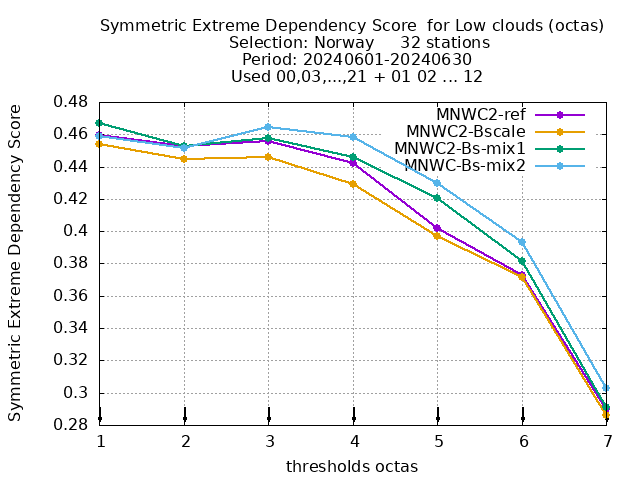 Symmetric Extreme Dependency Score  for Low clouds (octas)
Selection: Norway     32 stations
Period: 20240601-20240630
Used 00,03,...,21 + 01 02 ... 12
Symmetric Extreme Dependency Score
0.48
0.46
0.44
0.42
0.4
0.38
0.36
0.34
0.32
0.3
0.28
MNWC2-ref
MNWC2-Bscale
MNWC2-Bs-mix1
MNWC-Bs-mix2
1 2 3 4 5 6 7
thresholds octas